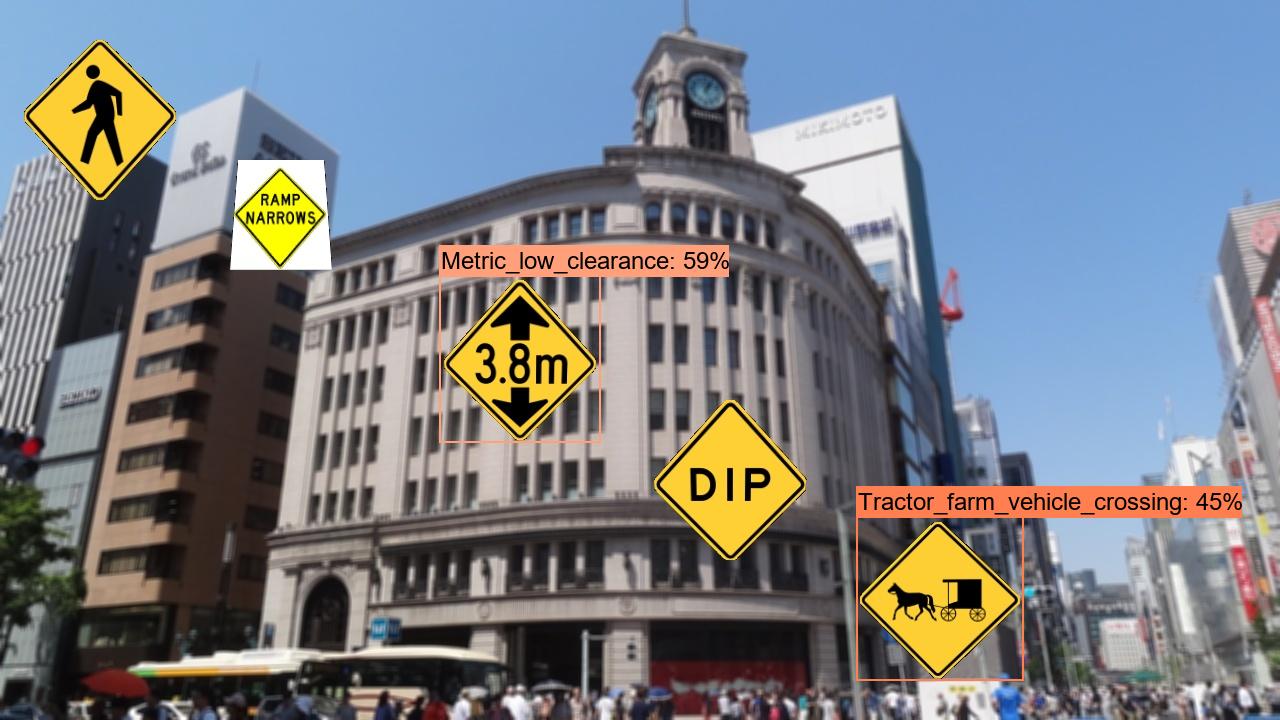 RAMP
NARROWS
MIKIMOTO
Metric_low_clearance: 59%
3.8m
DIP
Tractor_farm_vehicle_crossing: 45%